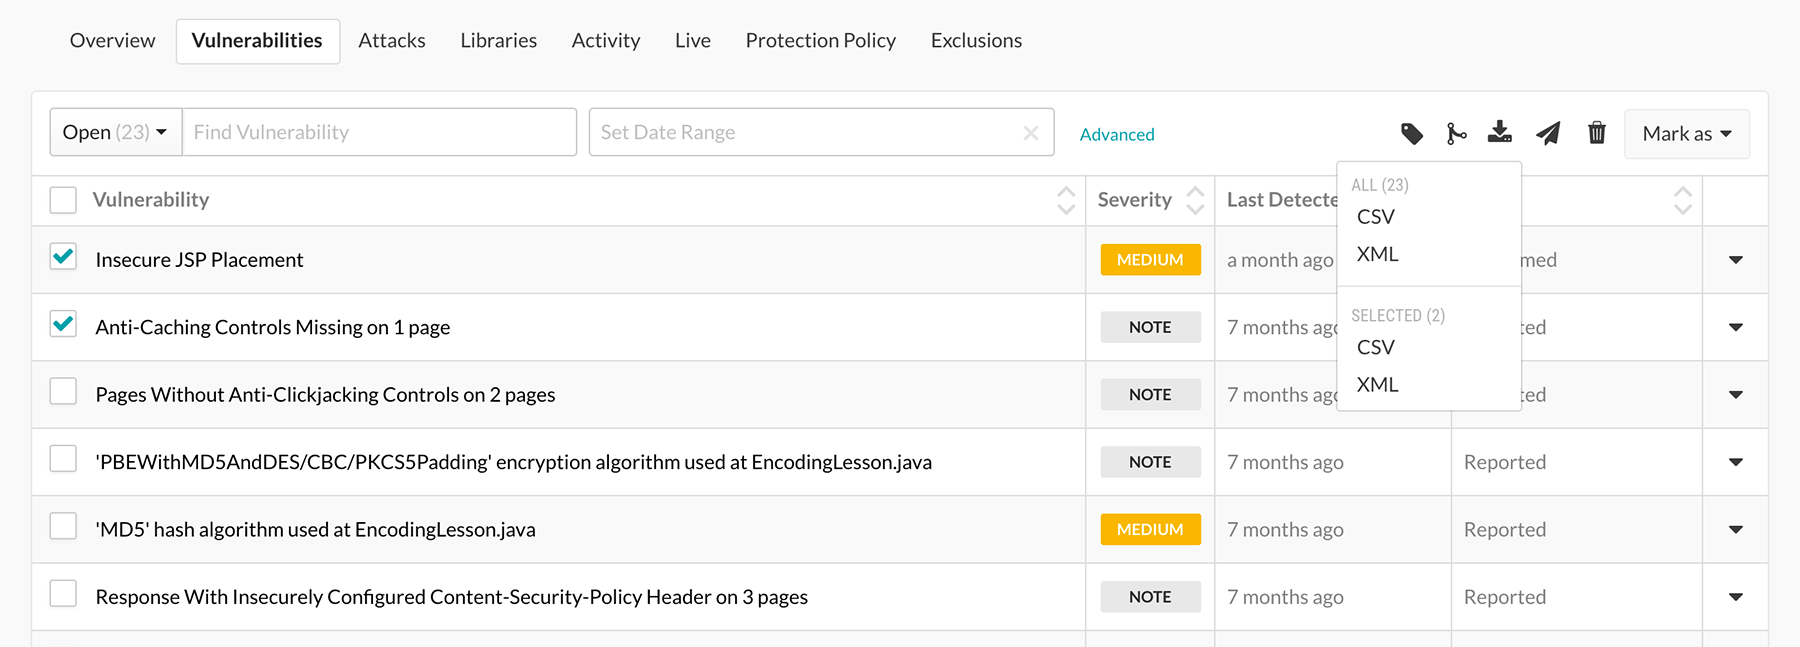 Overview Vulnerabilities Attacks Libraries Activity Live Protection Policy Exclusions
Open (23) Find Vulnerability Set Date Range Advanced Mark as
Vulnerability Severity Last Detecte
ALL (23)
CSV
XML
Insecure JSP Placement MEDIUM a month ago med
SELECTED (2)
CSV
XML
Anti-Caching Controls Missing on 1 page NOTE 7 months ago ted
Pages Without Anti-Clickjacking Controls on 2 pages NOTE 7 months ago ted
'PBEWithMD5AndDES/CBC/PKCS5Padding' encryption algorithm used at EncodingLesson.java NOTE 7 months ago Reported
'MD5' hash algorithm used at EncodingLesson.java MEDIUM 7 months ago Reported
Response With Insecurely Configured Content-Security-Policy Header on 3 pages NOTE 7 months ago Reported